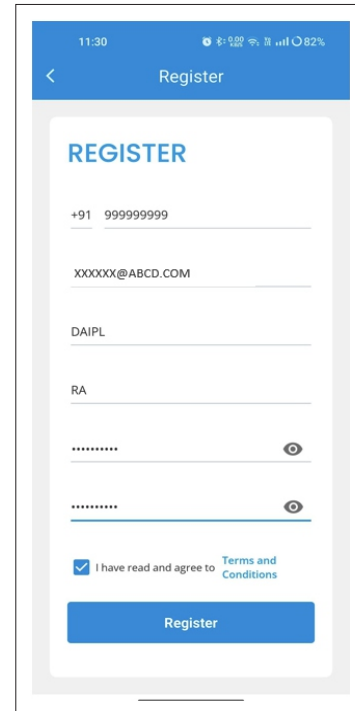 11:30 82%
Register
REGISTER
+91 999999999
XXXXXX@ABCD.COM
DAIPL
RA
••••••••••
••••••••••
I have read and agree to Terms and
Conditions
Register